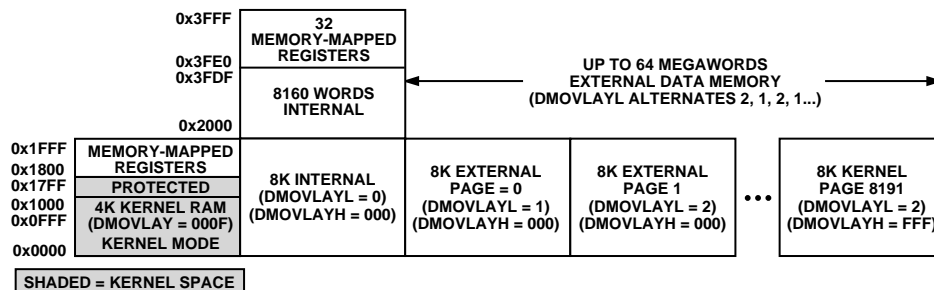 0x3FFF
32
MEMORY-MAPPED
REGISTERS
0x3FE0
0x3FDF
8160 WORDS
INTERNAL
0x2000
UP TO 64 MEGAWORDS
EXTERNAL DATA MEMORY
(DMOVLAYL ALTERNATES 2, 1, 2, 1...)
0x1FFF
MEMORY-MAPPED
REGISTERS
0x1800
0x17FF
PROTECTED
0x1000
0x0FFF
4K KERNEL RAM
(DMOVLAY = 000F)
KERNEL MODE
0x0000
8K INTERNAL
(DMOVLAYL = 0)
(DMOVLAYH = 000)
8K EXTERNAL
PAGE = 0
(DMOVLAYL = 1)
(DMOVLAYH = 000)
8K EXTERNAL
PAGE 1
(DMOVLAYL = 2)
(DMOVLAYH = 000)
8K KERNEL
PAGE 8191
(DMOVLAYL = 2)
(DMOVLAYH = FFF)
SHADED = KERNEL SPACE